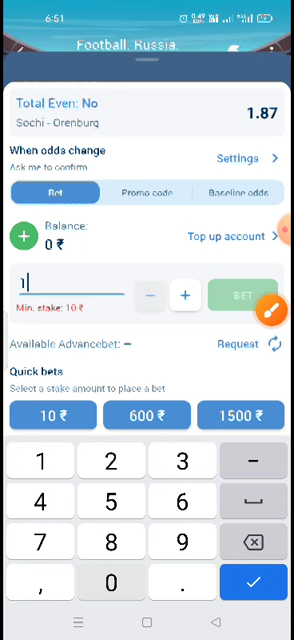 6:51
Football. Russia.
Total Even: No
1.87
Sochi - Orenburg
When odds change
Ask me to confirm
Settings
Bet
Promo code
Baseline odds
Balance:
0 ₹
Top up account
1
BET
Min. stake: 10 ₹
Available Advancebet: –
Request
Quick bets
Select a stake amount to place a bet
10 ₹
600 ₹
1500 ₹
1 2 3 -
4 5 6
7 8 9
, 0 .